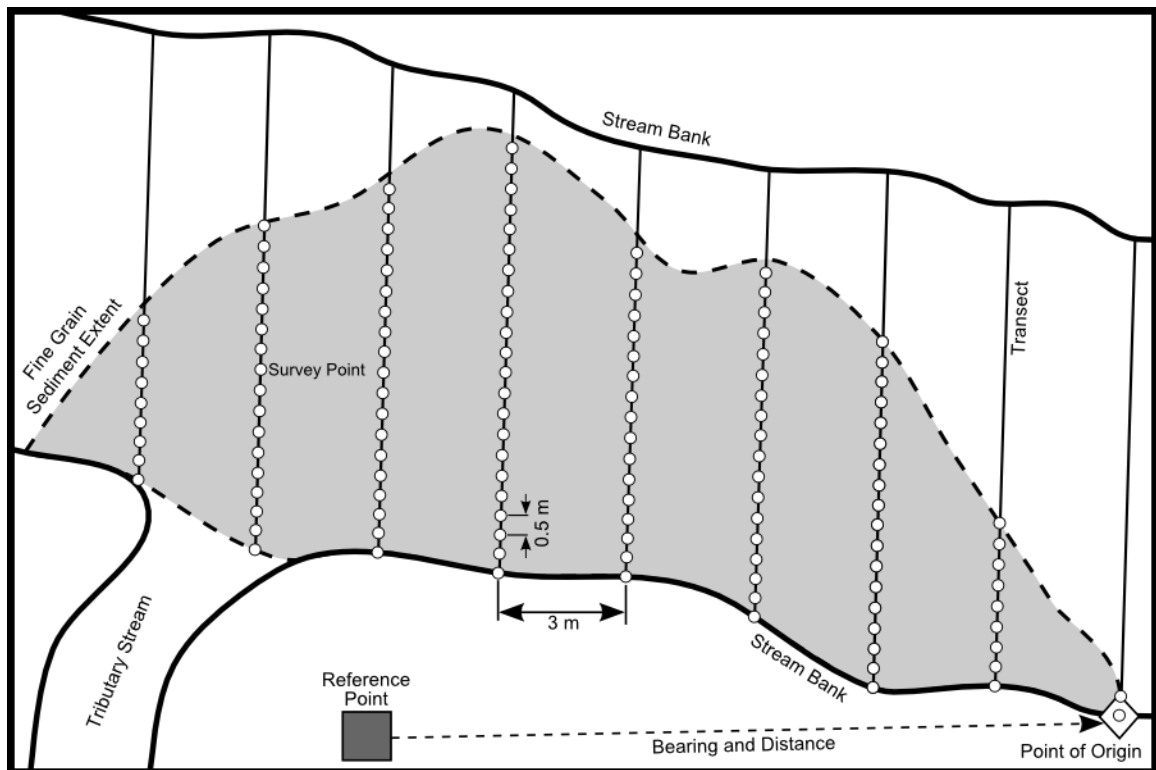 Stream Bank
Fine Grain
Sediment Extent
Transect
Survey Point
0.5 m
3 m
Tributary Stream
Stream Bank
Reference
Point
Bearing and Distance
Point of Origin